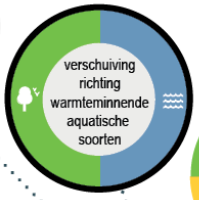 verschuiving
richting
warmteminnende
aquatische
soorten